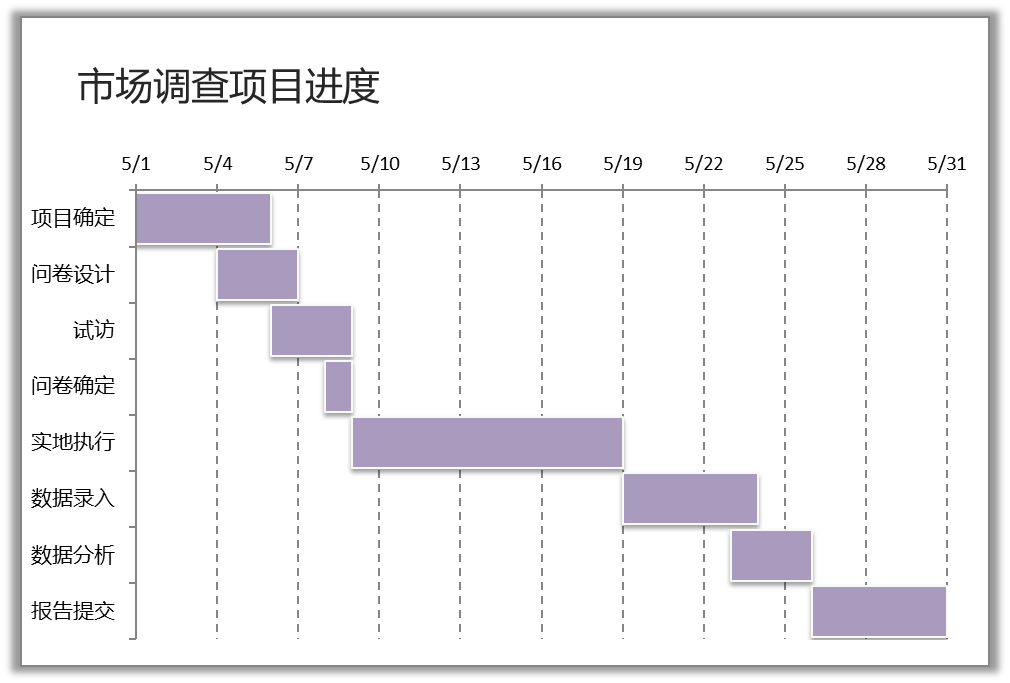 市场调查项目进度
5/1 5/4 5/7 5/10 5/13 5/16 5/19 5/22 5/25 5/28 5/31
项目确定
问卷设计
试访
问卷确定
实地执行
数据录入
数据分析
报告提交